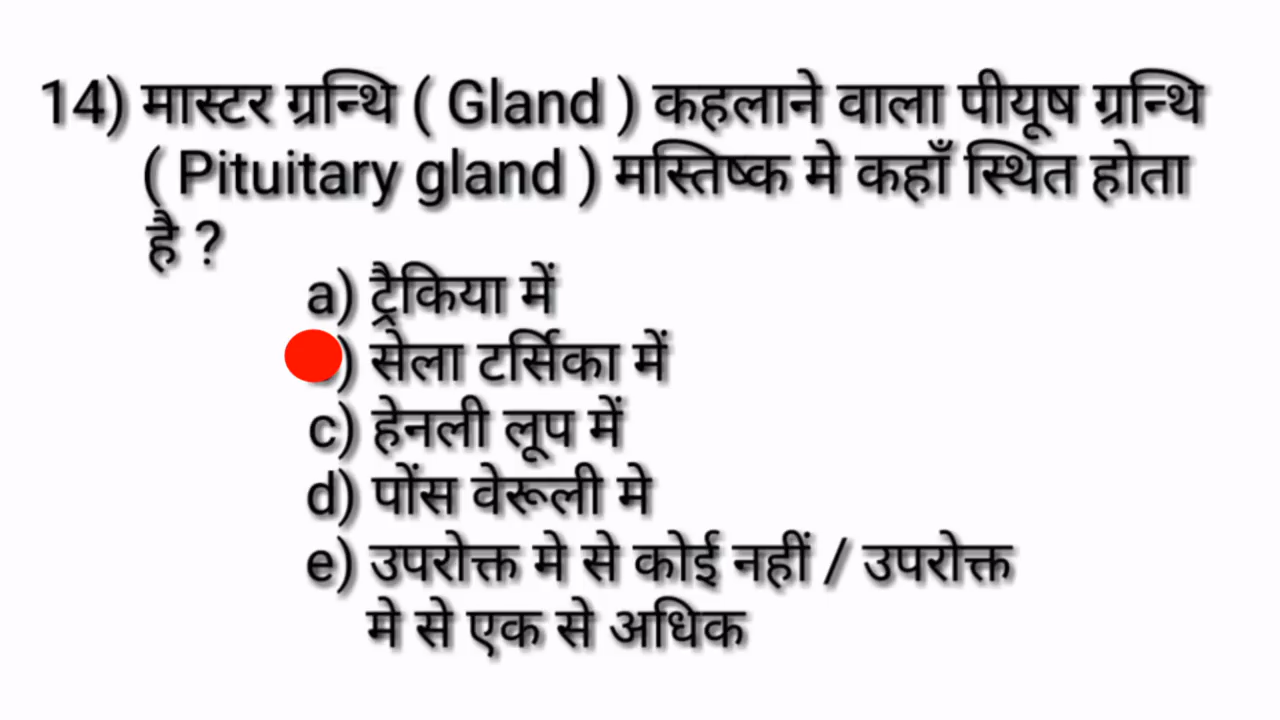 14) मास्टर ग्रन्थि ( Gland ) कहलाने वाला पीयूष ग्रन्थि
( Pituitary gland ) मस्तिष्क मे कहाँ स्थित होता
है ?
a) ट्रैकिया में
) सेला टर्सिका में
c) हेनली लूप में
d) पोंस वेरूली मे
e) उपरोक्त मे से कोई नहीं / उपरोक्त
मे से एक से अधिक